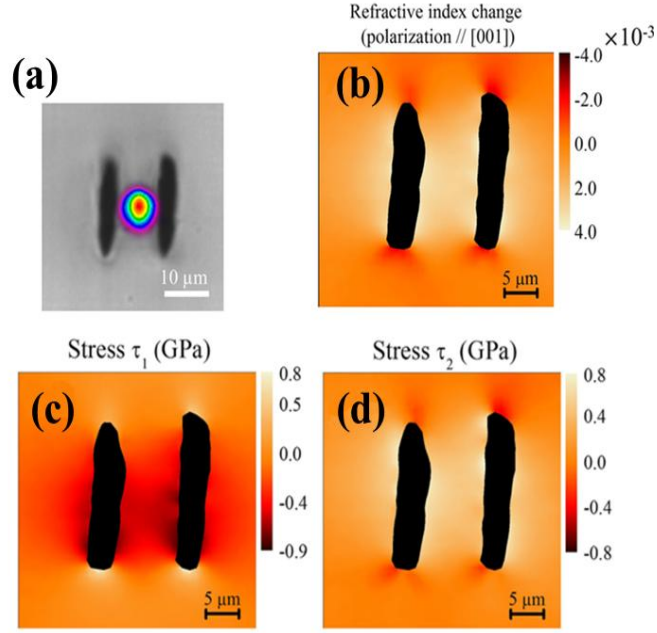 (a)
10 μm
Refractive index change
(polarization // [001])
(b)
×10⁻³
-4.0
-2.0
0.0
2.0
4.0
5 μm
Stress τ₁ (GPa)
(c)
0.8
0.5
0.0
-0.4
-0.9
5 μm
Stress τ₂ (GPa)
(d)
0.8
0.4
0.0
-0.4
-0.8
5 μm